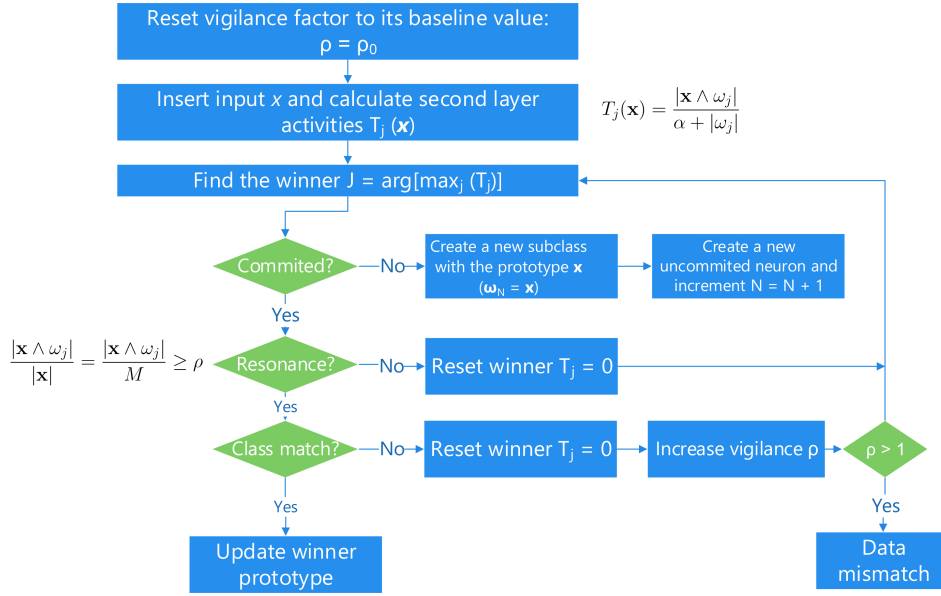 Reset vigilance factor to its baseline value:
ρ = ρ₀
Insert input x and calculate second layer
activities Tⱼ (x)
Tⱼ(x) = |x ∧ ωⱼ| / (α + |ωⱼ|)
Find the winner J = arg[maxⱼ (Tⱼ)]
Commited?
No
Create a new subclass
with the prototype x
(ω_N = x)
Create a new
uncommited neuron and
increment N = N + 1
Yes
|x ∧ ωⱼ| / |x| = |x ∧ ωⱼ| / M ≥ ρ
Resonance?
No
Reset winner Tⱼ = 0
Yes
Class match?
No
Reset winner Tⱼ = 0
Increase vigilance ρ
ρ > 1
Yes
Yes
Update winner
prototype
Data
mismatch